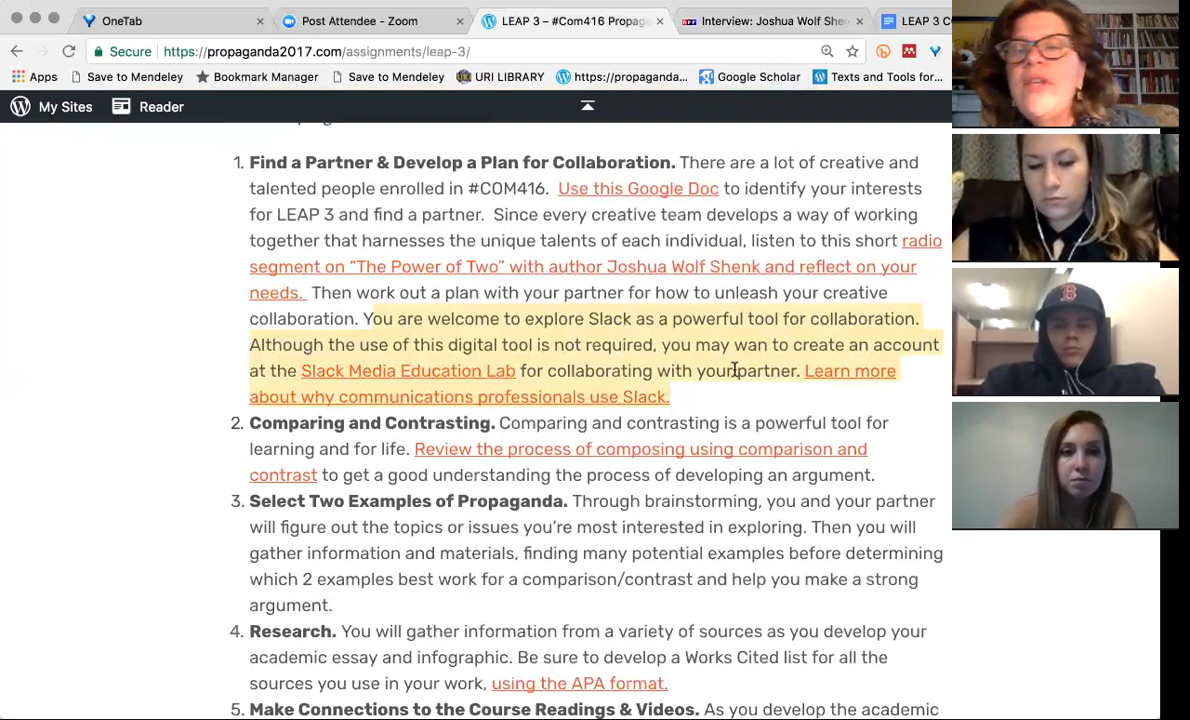 OneTab
Post Attendee - Zoom
LEAP 3 – #Com416 Propag
Interview: Joshua Wolf She
LEAP 3 C
Secure
https://propaganda2017.com/assignments/leap-3/
Apps
Save to Mendeley
Bookmark Manager
Save to Mendeley
URI LIBRARY
https://propaganda...
Google Scholar
Texts and Tools for...
My Sites
Reader
1. Find a Partner & Develop a Plan for Collaboration. There are a lot of creative and
talented people enrolled in #COM416. Use this Google Doc to identify your interests
for LEAP 3 and find a partner. Since every creative team develops a way of working
together that harnesses the unique talents of each individual, listen to this short radio
segment on “The Power of Two” with author Joshua Wolf Shenk and reflect on your
needs. Then work out a plan with your partner for how to unleash your creative
collaboration. You are welcome to explore Slack as a powerful tool for collaboration.
Although the use of this digital tool is not required, you may wan to create an account
at the Slack Media Education Lab for collaborating with your partner. Learn more
about why communications professionals use Slack.
2. Comparing and Contrasting. Comparing and contrasting is a powerful tool for
learning and for life. Review the process of composing using comparison and
contrast to get a good understanding the process of developing an argument.
3. Select Two Examples of Propaganda. Through brainstorming, you and your partner
will figure out the topics or issues you’re most interested in exploring. Then you will
gather information and materials, finding many potential examples before determining
which 2 examples best work for a comparison/contrast and help you make a strong
argument.
4. Research. You will gather information from a variety of sources as you develop your
academic essay and infographic. Be sure to develop a Works Cited list for all the
sources you use in your work, using the APA format.
5. Make Connections to the Course Readings & Videos. As you develop the academic
B